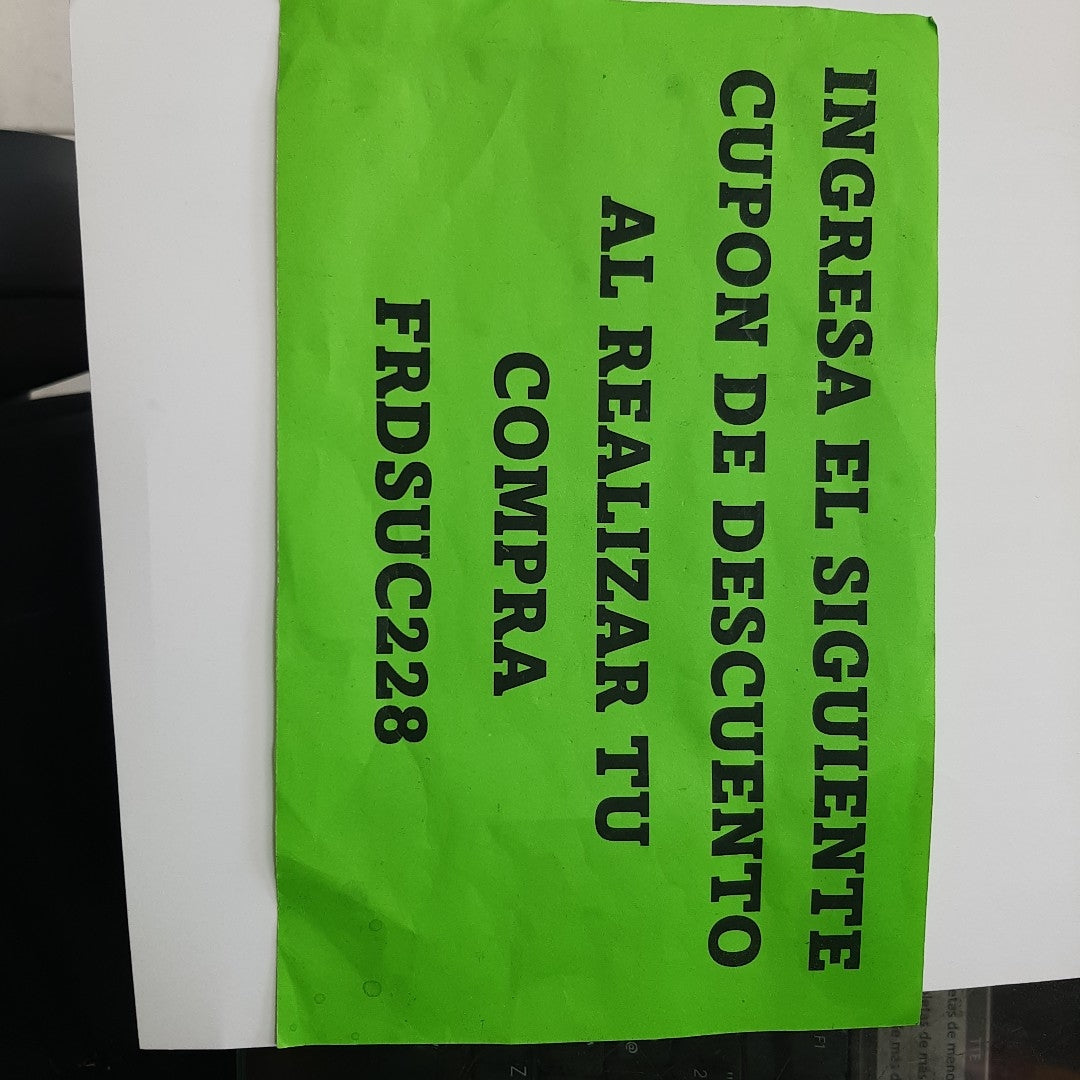 INGRESA EL SIGUIENTE
CUPON DE DESCUENTO
AL REALIZAR TU
COMPRA
FRDSUC228